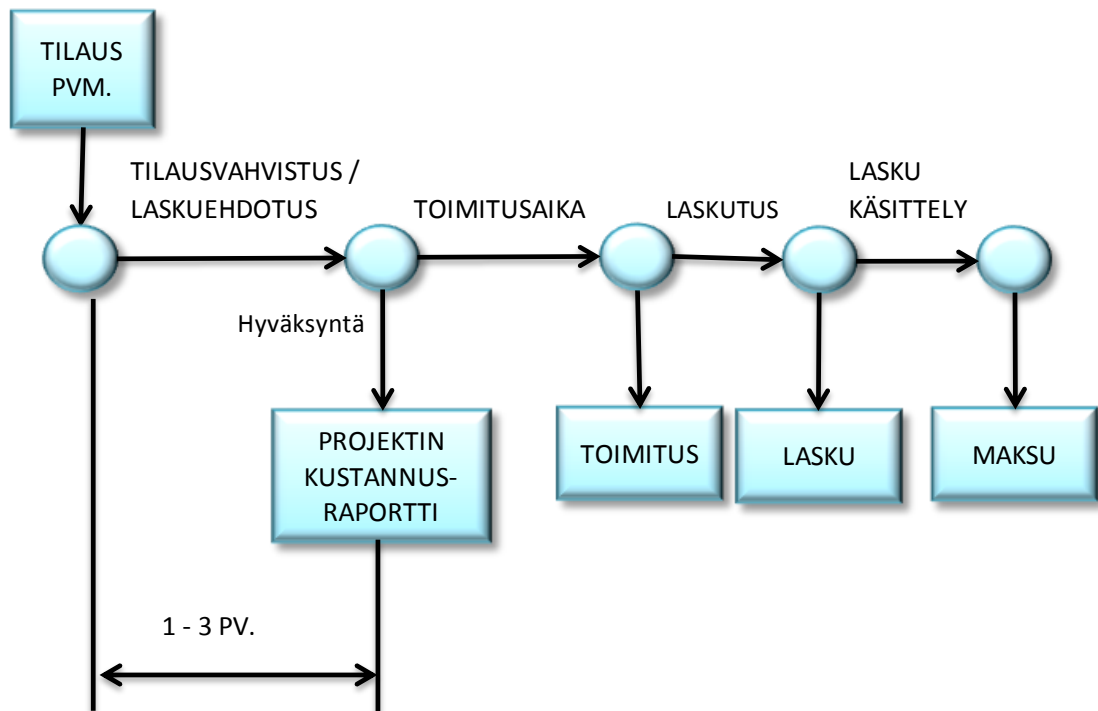 TILAUS
PVM.
TILAUSVAHVISTUS /
LASKUEHDOTUS
TOIMITUSAIKA
LASKUTUS
LASKU
KÄSITTELY
Hyväksyntä
PROJEKTIN
KUSTANNUS-
RAPORTTI
TOIMITUS
LASKU
MAKSU
1 - 3 PV.